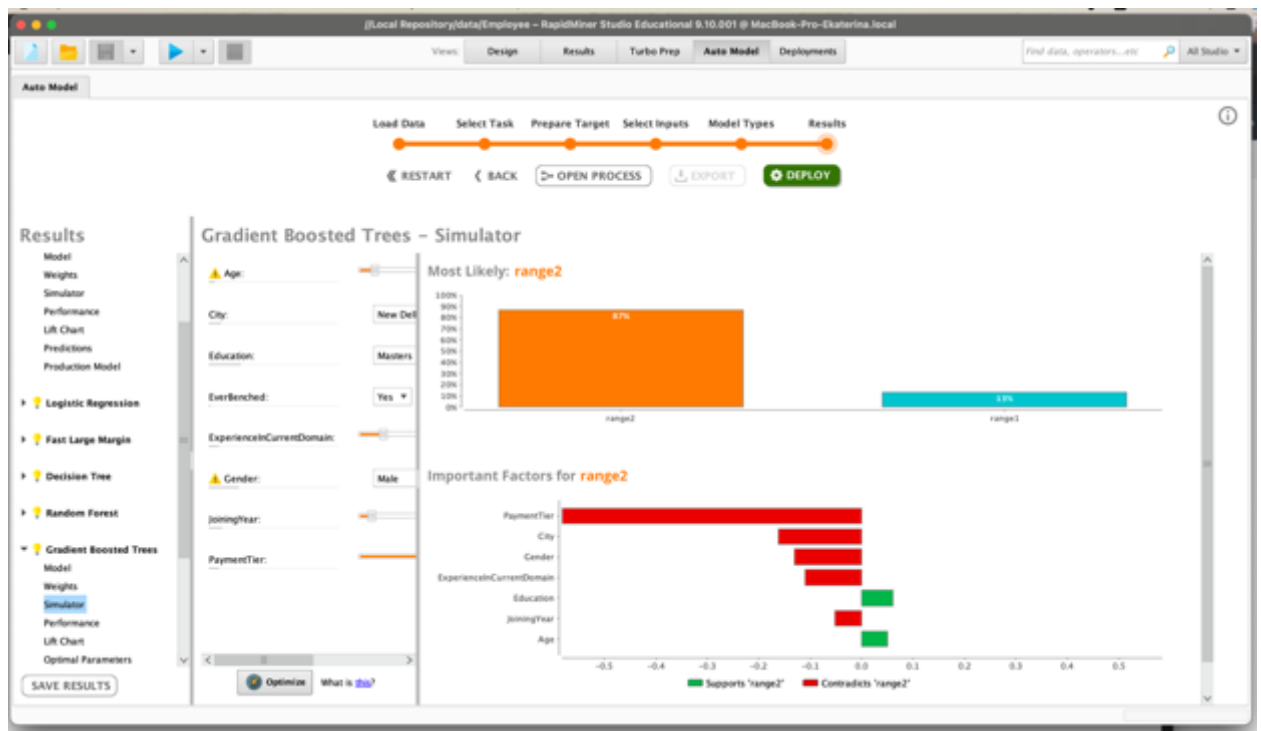 //Local Repository/data/Employee – RapidMiner Studio Educational 9.10.001 @ MacBook-Pro-Ekaterina.local
Views: Design Results Turbo Prep Auto Model Deployments
Find data, operators...etc All Studio
Auto Model
Load Data Select Task Prepare Target Select Inputs Model Types Results
RESTART BACK OPEN PROCESS EXPORT DEPLOY
Results
Model
Weights
Simulator
Performance
Lift Chart
Predictions
Production Model
Logistic Regression
Fast Large Margin
Decision Tree
Random Forest
Gradient Boosted Trees
Model
Weights
Simulator
Performance
Lift Chart
Optimal Parameters
SAVE RESULTS
Gradient Boosted Trees – Simulator
Age:
City: New Del
Education: Masters
EverBenched: Yes
ExperienceInCurrentDomain:
Gender: Male
JoiningYear:
PaymentTier:
Optimize What is this?
Most Likely: range2
100%
90%
80%
70%
60%
50%
40%
30%
20%
10%
0%
87%
13%
range2 range1
Important Factors for range2
PaymentTier
City
Gender
ExperienceInCurrentDomain
Education
JoiningYear
Age
-0.5 -0.4 -0.3 -0.2 -0.1 0.0 0.1 0.2 0.3 0.4 0.5
Supports 'range2' Contradicts 'range2'